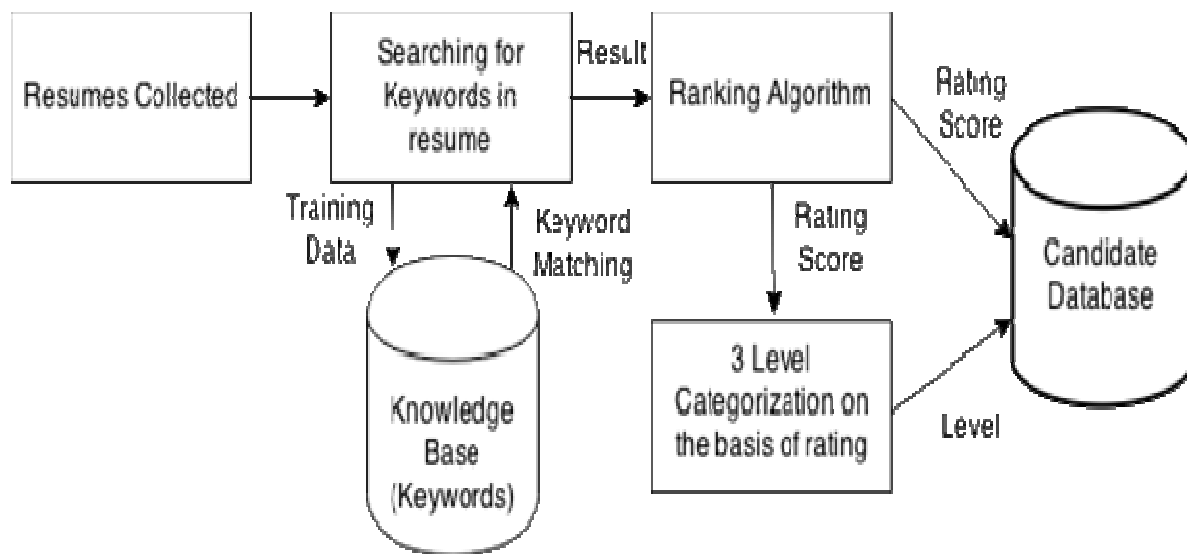 Resumes Collected
Searching for
Keywords in
resume
Result
Ranking Algorithm
Rating
Score
Training
Data
Keyword
Matching
Rating
Score
Candidate
Database
Knowledge
Base
(Keywords)
3 Level
Categorization on
the basis of rating
Level